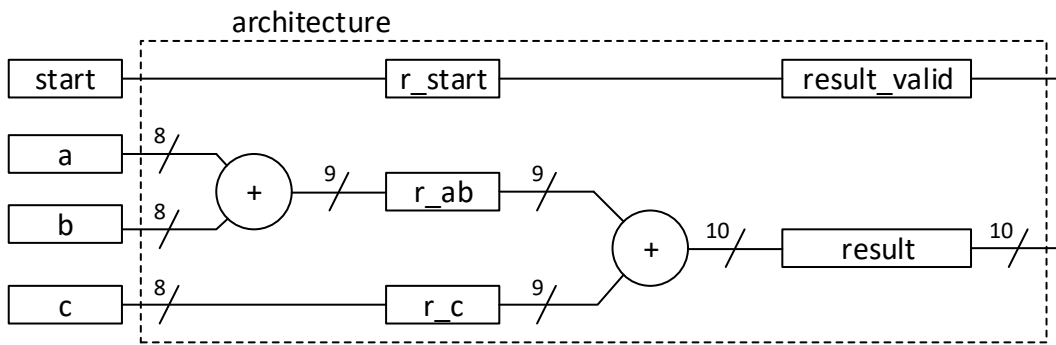 architecture
start
r_start
result_valid
8
a
8
b
+
9
r_ab
9
+
10
result
10
8
c
r_c
9